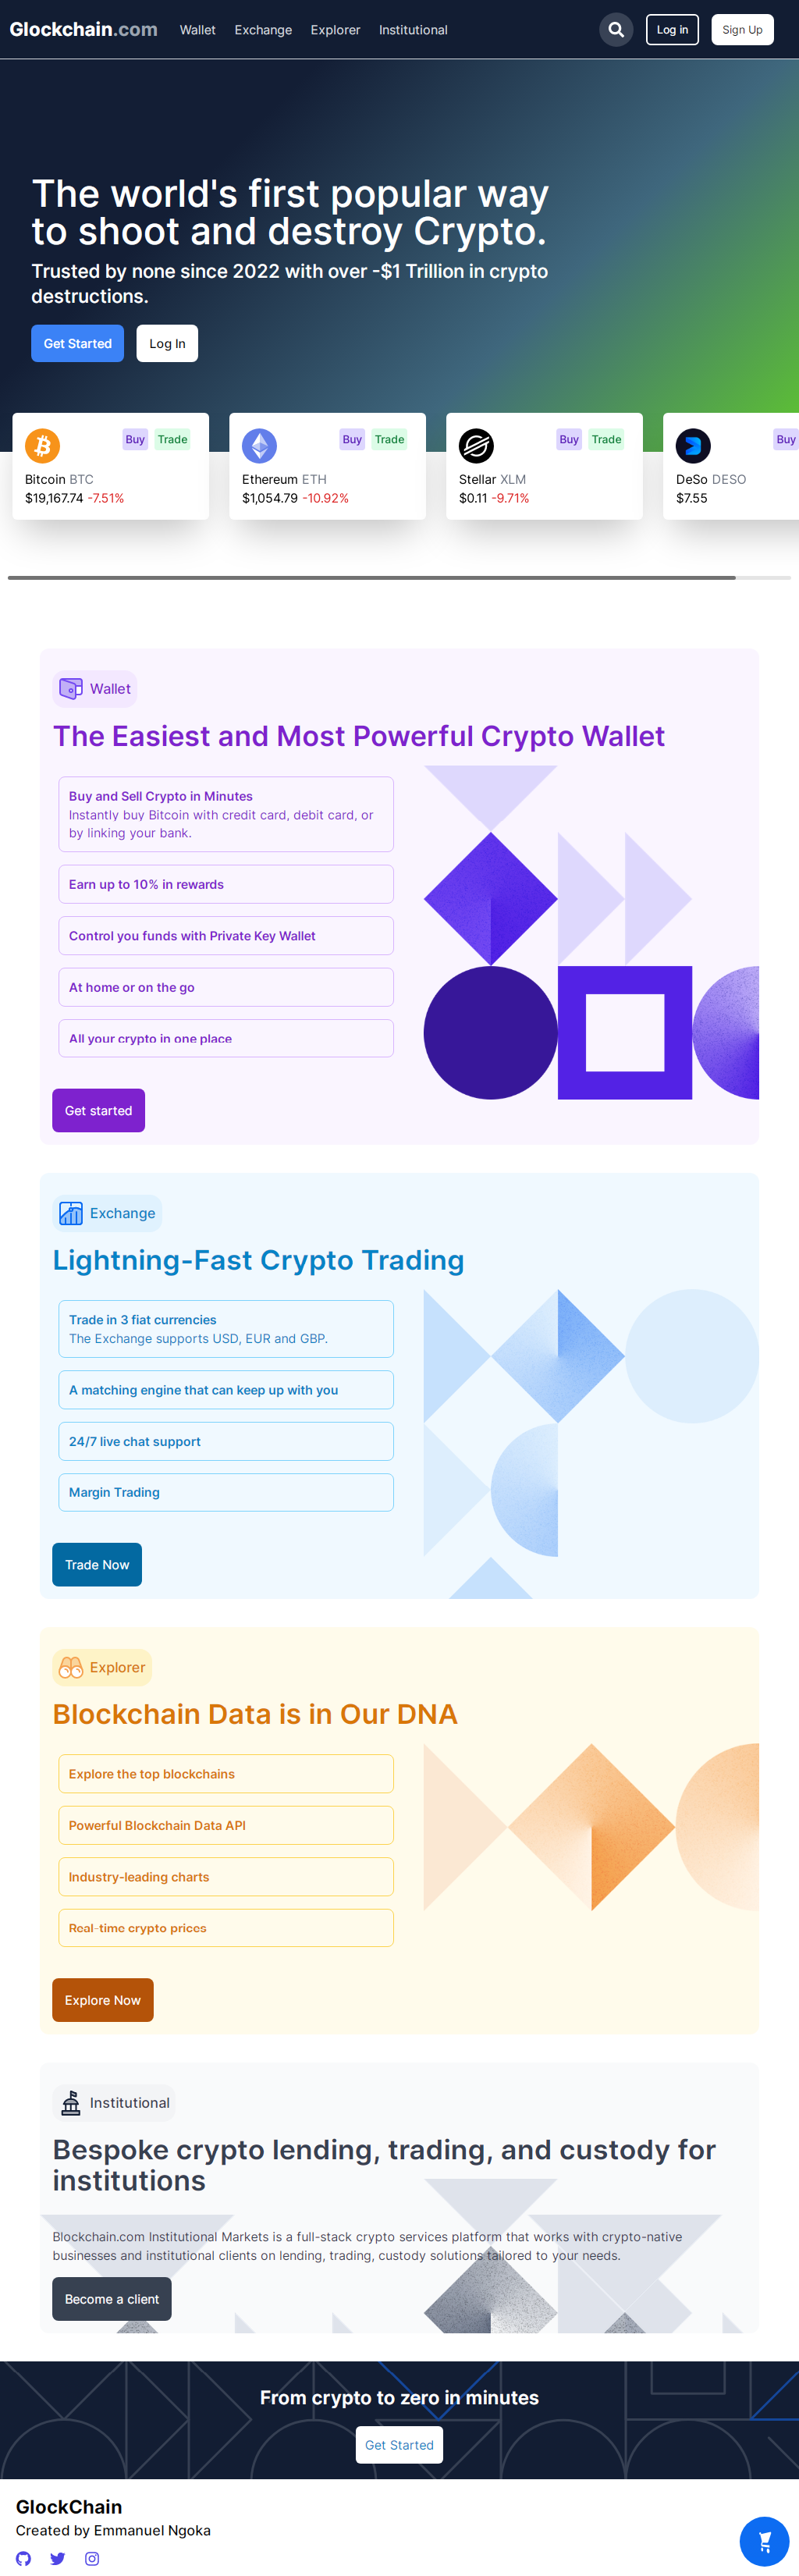 Glockchain.com Wallet Exchange Explorer Institutional Log in Sign Up
The world's first popular way
to shoot and destroy Crypto.
Trusted by none since 2022 with over -$1 Trillion in crypto
destructions.
Get Started Log In
Buy Trade Buy Trade Buy Trade Buy
Bitcoin BTC Ethereum ETH Stellar XLM DeSo DESO
$19,167.74 -7.51% $1,054.79 -10.92% $0.11 -9.71% $7.55
Wallet
The Easiest and Most Powerful Crypto Wallet
Buy and Sell Crypto in Minutes
Instantly buy Bitcoin with credit card, debit card, or
by linking your bank.
Earn up to 10% in rewards
Control you funds with Private Key Wallet
At home or on the go
All your crypto in one place
Get started
Exchange
Lightning-Fast Crypto Trading
Trade in 3 fiat currencies
The Exchange supports USD, EUR and GBP.
A matching engine that can keep up with you
24/7 live chat support
Margin Trading
Trade Now
Explorer
Blockchain Data is in Our DNA
Explore the top blockchains
Powerful Blockchain Data API
Industry-leading charts
Real-time crypto prices
Explore Now
Institutional
Bespoke crypto lending, trading, and custody for
institutions
Blockchain.com Institutional Markets is a full-stack crypto services platform that works with crypto-native
businesses and institutional clients on lending, trading, custody solutions tailored to your needs.
Become a client
From crypto to zero in minutes
Get Started
GlockChain
Created by Emmanuel Ngoka